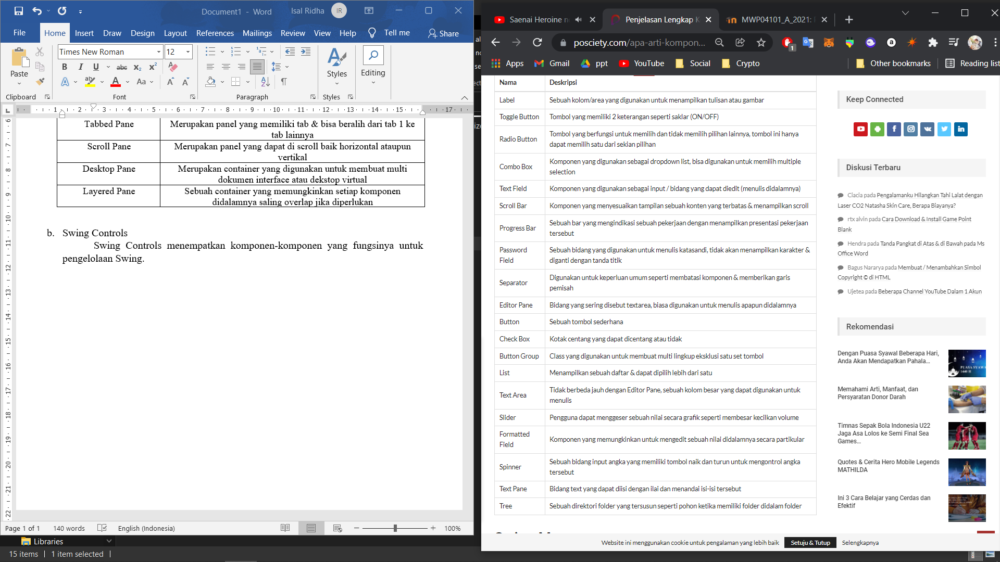 Document1 - Word
Isal Ridha
IR
File
Home
Insert
Draw
Design
Layout
References
Mailings
Review
View
Help
Tell me
Share
Paste
Times New Roman
12
Styles
Editing
Clipboard
Font
Paragraph
Styles
Tabbed Pane
Merupakan panel yang memiliki tab & bisa beralih dari tab 1 ke
tab lainnya
Scroll Pane
Merupakan panel yang dapat di scroll baik horizontal ataupun
vertikal
Desktop Pane
Merupakan container yang digunakan untuk membuat multi
dokumen interface atau dekstop virtual
Layered Pane
Sebuah container yang memungkinkan setiap komponen
didalamnya saling overlap jika diperlukan
b. Swing Controls
Swing Controls menempatkan komponen-komponen yang fungsinya untuk
pengelolaan Swing.
Page 1 of 1
140 words
English (Indonesia)
100%
Libraries
15 items
1 item selected
Saenai Heroine n
Penjelasan Lengkap K
MWP04101_A_2021:
posciety.com/apa-arti-kompon...
Apps
Gmail
ppt
YouTube
Social
Crypto
Other bookmarks
Reading list
Nama
Deskripsi
Label
Sebuah kolom/area yang digunakan untuk menampilkan tulisan atau gambar
Toggle Button
Tombol yang memiliki 2 keterangan seperti saklar (ON/OFF)
Radio Button
Tombol yang berfungsi untuk memilih dan tidak memilih pilihan lainnya, tombol ini hanya
dapat memilih satu dari sekian pilihan
Combo Box
Komponen yang digunakan sebagai dropdown list, bisa digunakan untuk memilih multiple
selection
Text Field
Komponen yang digunakan sebagai input / bidang yang dapat diedit (menulis didalamnya)
Scroll Bar
Komponen yang menyesuaikan tampilan sebuah konten yang terbatas & menampilkan scroll
Progress Bar
Sebuah bar yang mengindikasi sebuah pekerjaan dengan menampilkan presentasi pekerjaan
tersebut
Password
Field
Sebuah bidang yang digunakan untuk menulis katasandi, tidak akan menampilkan karakter &
diganti dengan tanda titik
Separator
Digunakan untuk keperluan umum seperti membatasi komponen & memberikan garis
pemisah
Editor Pane
Bidang yang sering disebut textarea, biasa digunakan untuk menulis apapun didalamnya
Button
Sebuah tombol sederhana
Check Box
Kotak centang yang dapat dicentang atau tidak
Button Group
Class yang digunakan untuk membuat multi lingkup eksklusi satu set tombol
List
Menampilkan sebuah daftar & dapat dipilih lebih dari satu
Text Area
Tidak berbeda jauh dengan Editor Pane, sebuah kolom besar yang dapat digunakan untuk
menulis
Slider
Pengguna dapat menggeser sebuah nilai secara grafik seperti membesar kecilkan volume
Formatted
Field
Komponen yang memungkinkan untuk mengedit sebuah nilai didalamnya secara partikular
Spinner
Sebuah bidang input angka yang memiliki tombol naik dan turun untuk mengontrol angka
tersebut
Text Pane
Bidang text yang dapat diisi dengan ilai dan menandai isi-isi tersebut
Tree
Sebuah direktori folder yang tersusun seperti pohon ketika memiliki folder didalam folder
Keep Connected
Diskusi Terbaru
Ciacia pada Pengalamanku Hilangkan Tahi Lalat dengan
Laser CO2 Natasha Skin Care, Berapa Biayanya?
rtx alvin pada Cara Download & Install Game Point
Blank
Hendra pada Tanda Pangkat di Atas & di Bawah pada Ms
Office Word
Bagus Nararya pada Membuat / Menambahkan Simbol
Copyright © di HTML
Ujetea pada Beberapa Channel YouTube Dalam 1 Akun
Rekomendasi
Dengan Puasa Syawal Beberapa Hari,
Anda Akan Mendapatkan Pahala...
PUASA SYAWA
1440 H
Memahami Arti, Manfaat, dan
Persyaratan Donor Darah
Timnas Sepak Bola Indonesia U22
Jaga Asa Lolos ke Semi Final Sea
Games...
Quotes & Cerita Hero Mobile Legends
MATHILDA
Ini 3 Cara Belajar yang Cerdas dan
Efektif
Website ini menggunakan cookie untuk pengalaman yang lebih baik
Setuju & Tutup
Selengkapnya